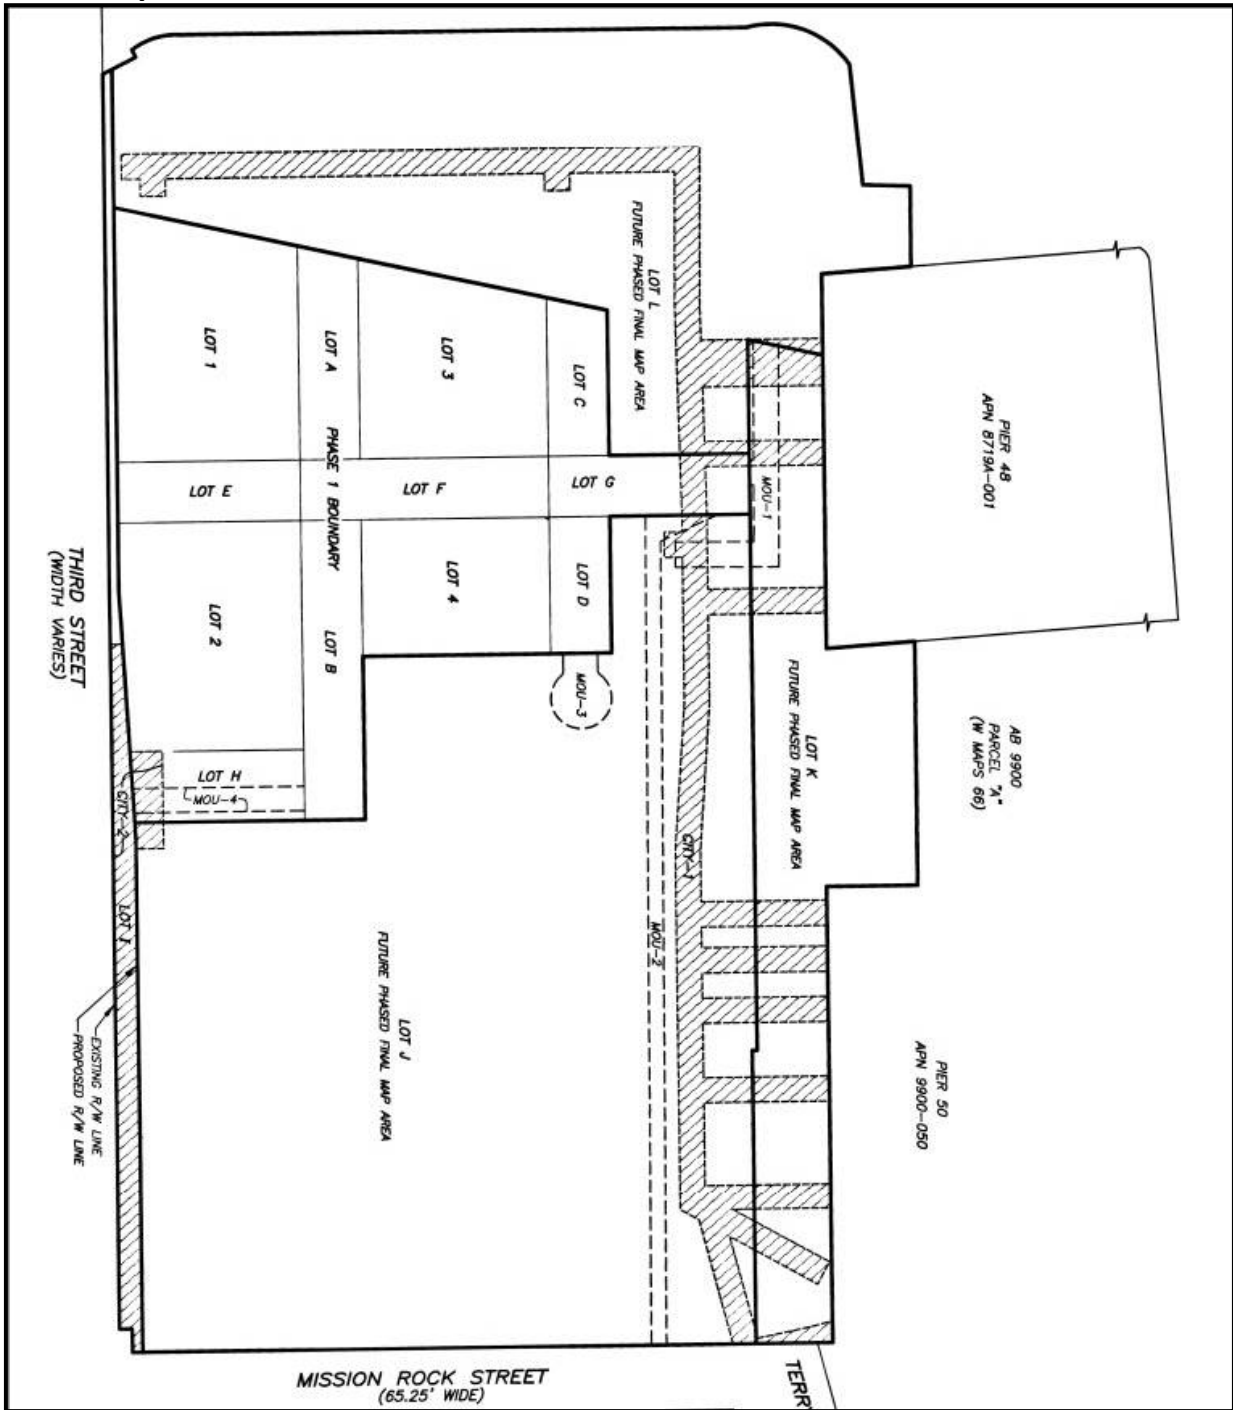 LOT L
FUTURE PHASED FINAL MAP AREA
LOT 1
LOT A
LOT 3
LOT C
PIER 48
APN 8719A-001
PHASE 1 BOUNDARY
MOU-1
LOT E
LOT F
LOT G
THIRD STREET
(WIDTH VARIES)
LOT 2
LOT B
LOT 4
LOT D
MOU-3
LOT K
FUTURE PHASED FINAL MAP AREA
AB 9900
PARCEL "A"
(W MAPS 66)
LOT H
MOU-4
CITY-2
CITY-1
LOT I
MOU-2
LOT J
FUTURE PHASED FINAL MAP AREA
EXISTING R/W LINE
PROPOSED R/W LINE
PIER 50
APN 9900-050
MISSION ROCK STREET
(65.25' WIDE)
TERRY